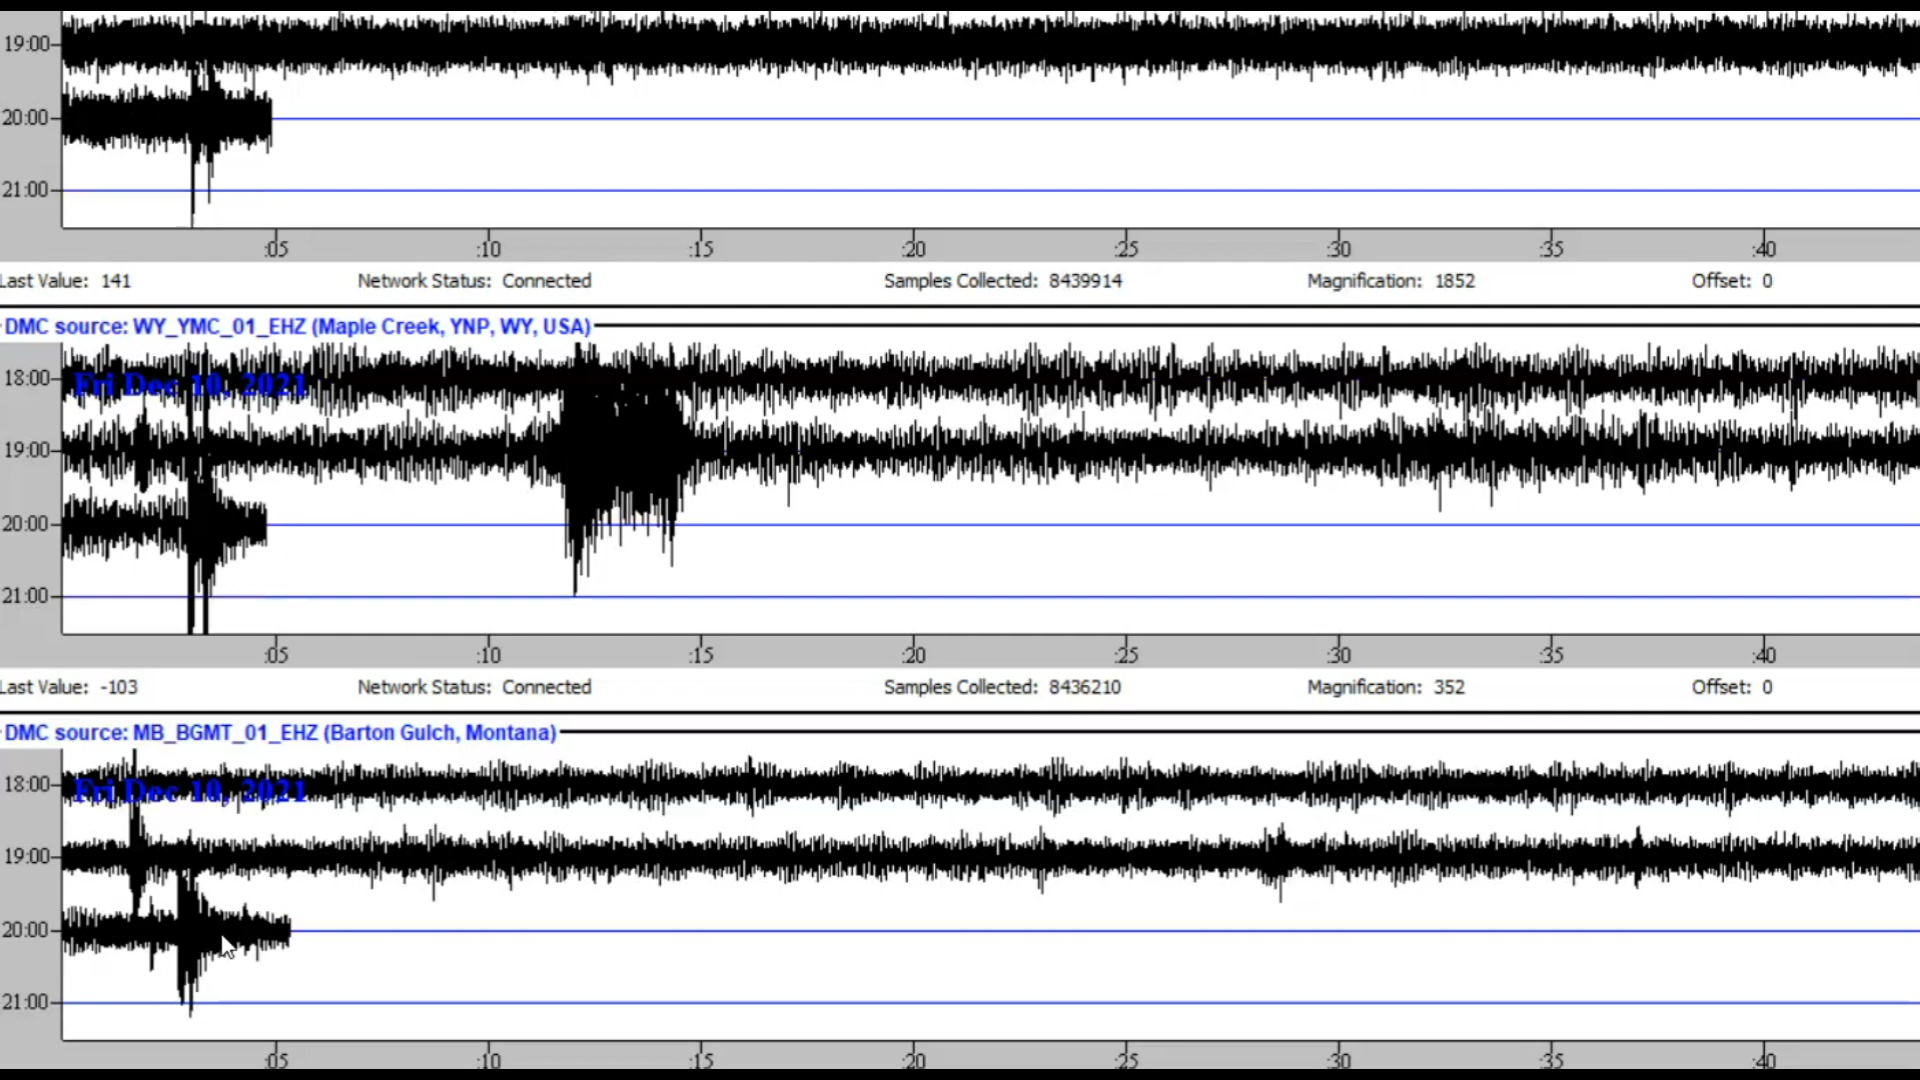 19:00
20:00
21:00
:05 :10 :15 :20 :25 :30 :35 :40
Last Value: 141 Network Status: Connected Samples Collected: 8439914 Magnification: 1852 Offset: 0
DMC source: WY_YMC_01_EHZ (Maple Creek, YNP, WY, USA)
18:00 Fri Dec 10, 2021
19:00
20:00
21:00
:05 :10 :15 :20 :25 :30 :35 :40
Last Value: -103 Network Status: Connected Samples Collected: 8436210 Magnification: 352 Offset: 0
DMC source: MB_BGMT_01_EHZ (Barton Gulch, Montana)
18:00 Fri Dec 10, 2021
19:00
20:00
21:00
:05 :10 :15 :20 :25 :30 :35 :40